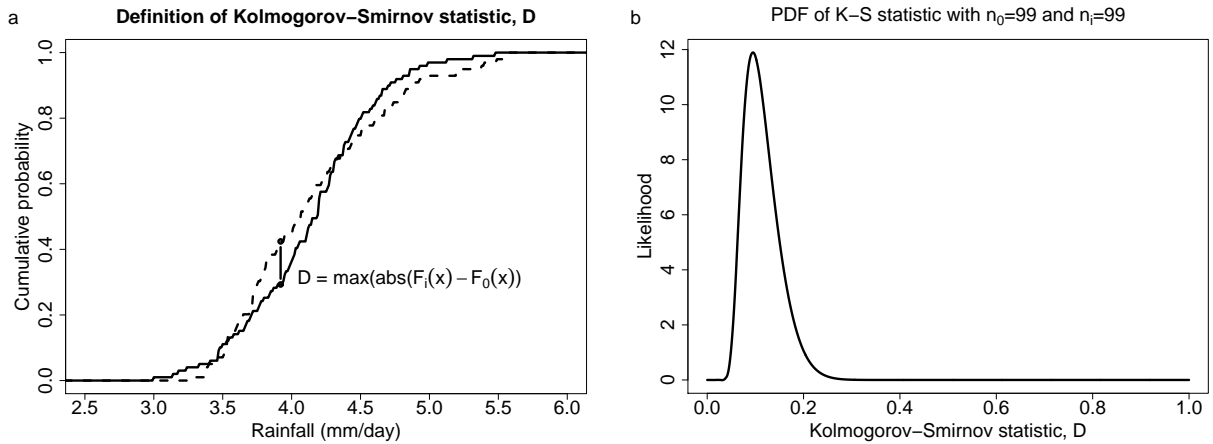 a
Definition of Kolmogorov−Smirnov statistic, D
Cumulative probability
0.0 0.2 0.4 0.6 0.8 1.0
D = max(abs(Fi(x) − F0(x))
2.5 3.0 3.5 4.0 4.5 5.0 5.5 6.0
Rainfall (mm/day)
b
PDF of K−S statistic with n0=99 and ni=99
Likelihood
0 2 4 6 8 10 12
0.0 0.2 0.4 0.6 0.8 1.0
Kolmogorov−Smirnov statistic, D